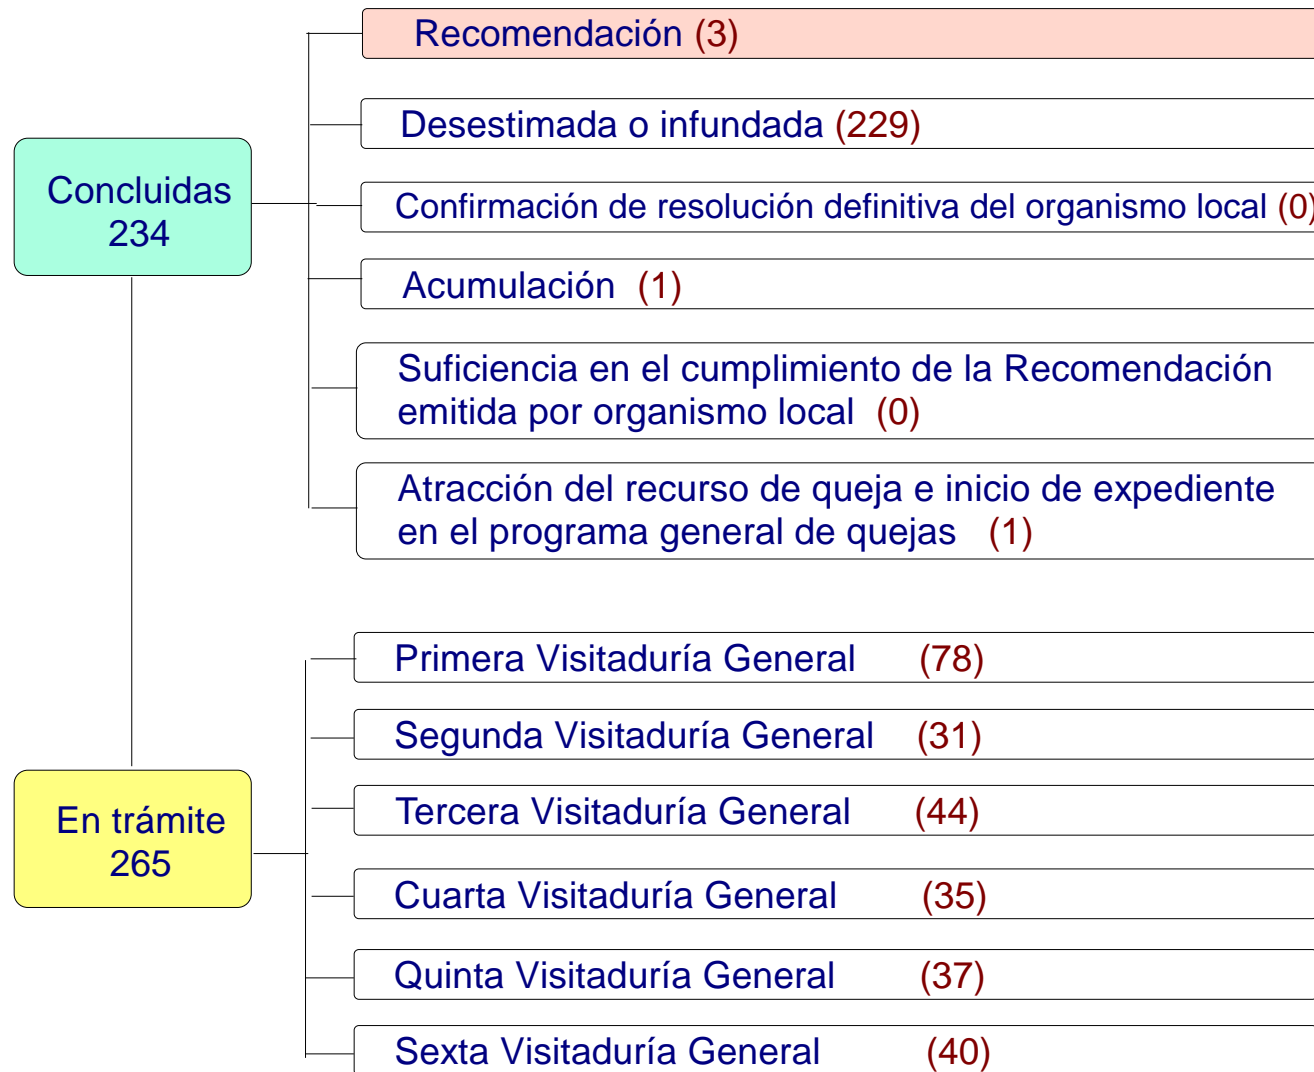 Recomendación (3)
Desestimada o infundada (229)
Concluidas
234
Confirmación de resolución definitiva del organismo local (0)
Acumulación (1)
Suficiencia en el cumplimiento de la Recomendación
emitida por organismo local (0)
Atracción del recurso de queja e inicio de expediente
en el programa general de quejas (1)
Primera Visitaduría General (78)
Segunda Visitaduría General (31)
En trámite
265
Tercera Visitaduría General (44)
Cuarta Visitaduría General (35)
Quinta Visitaduría General (37)
Sexta Visitaduría General (40)